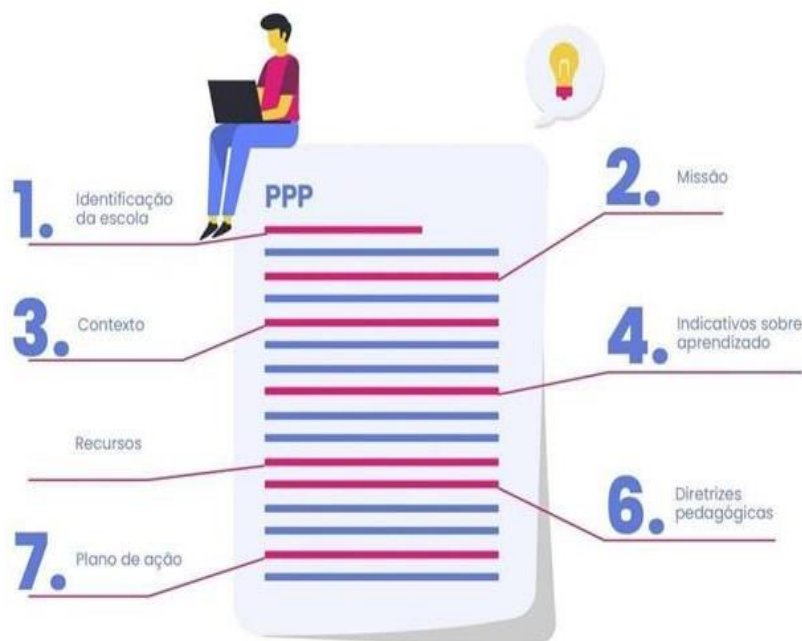 PPP
1.
Identificação
da escola
2.
Missão
3.
Contexto
4.
Indicativos sobre
aprendizado
Recursos
6.
Diretrizes
pedagógicas
7.
Plano de ação